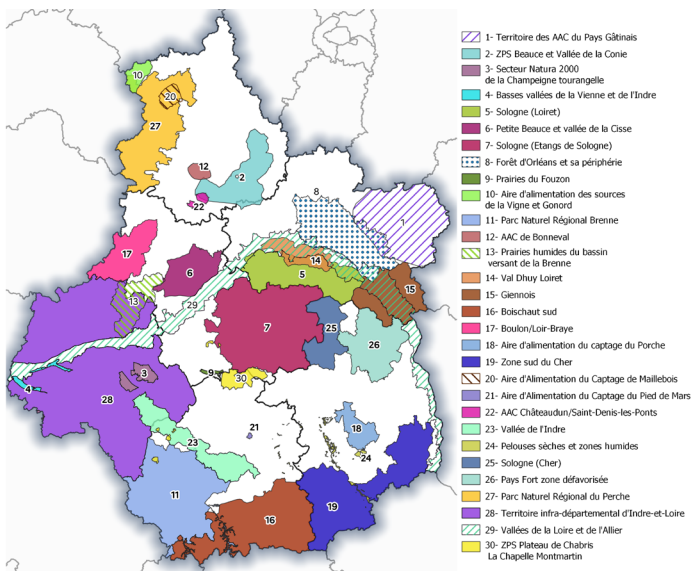 1- Territoire des AAC du Pays Gâtinais
2- ZPS Beauce et Vallée de la Conie
3- Secteur Natura 2000
de la Champeigne tourangelle
4- Basses vallées de la Vienne et de l'Indre
5- Sologne (Loiret)
6- Petite Beauce et vallée de la Cisse
7- Sologne (Etangs de Sologne)
8- Forêt d'Orléans et sa périphérie
9- Prairies du Fouzon
10- Aire d'alimentation des sources
de la Vigne et Gonord
11- Parc Naturel Régional Brenne
12- AAC de Bonneval
13- Prairies humides du bassin
versant de la Brenne
14- Val Dhuy Loiret
15- Giennois
16- Boischaut sud
17- Boulon/Loir-Braye
18- Aire d'alimentation du captage du Porche
19- Zone sud du Cher
20- Aire d'Alimentation du Captage de Maillebois
21- Aire d'Alimentation du Captage du Pied de Mars
22- AAC Châteaudun/Saint-Denis-les-Ponts
23- Vallée de l'Indre
24- Pelouses sèches et zones humides
25- Sologne (Cher)
26- Pays Fort zone défavorisée
27- Parc Naturel Régional du Perche
28- Territoire infra-départemental d'Indre-et-Loire
29- Vallées de la Loire et de l'Allier
30- ZPS Plateau de Chabris
La Chapelle Montmartin
10
20
27
12
2
22
8
1
17
6
14
5
13
29
15
7
25
26
3
9
30
4
28
18
21
23
24
11
16
19